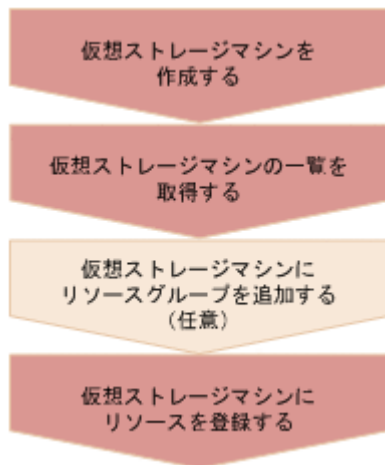 仮想ストレージマシンを
作成する
仮想ストレージマシンの一覧を
取得する
仮想ストレージマシンに
リソースグループを追加する
(任意)
仮想ストレージマシンに
リソースを登録する